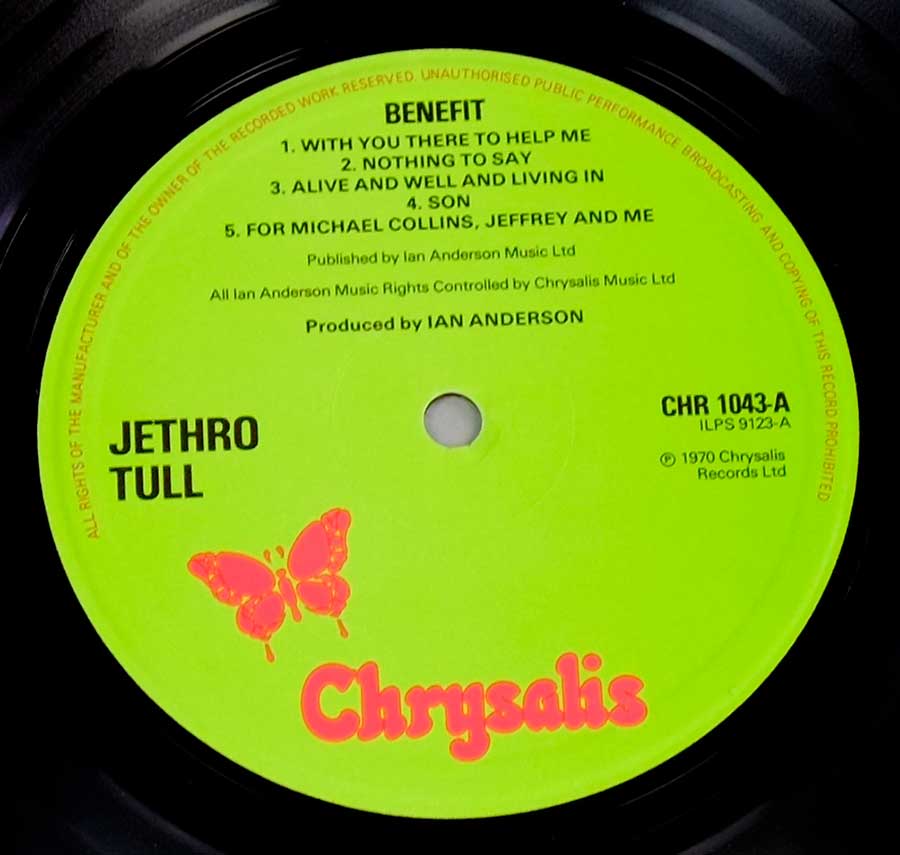 ALL RIGHTS OF THE MANUFACTURER AND OF THE OWNER OF THE RECORDED WORK RESERVED. UNAUTHORISED PUBLIC PERFORMANCE BROADCASTING AND COPYING OF THIS RECORD PROHIBITED
BENEFIT
1. WITH YOU THERE TO HELP ME
2. NOTHING TO SAY
3. ALIVE AND WELL AND LIVING IN
4. SON
5. FOR MICHAEL COLLINS, JEFFREY AND ME
Published by Ian Anderson Music Ltd
All Ian Anderson Music Rights Controlled by Chrysalis Music Ltd
Produced by IAN ANDERSON
JETHRO
TULL
CHR 1043-A
ILPS 9123-A
℗ 1970 Chrysalis
Records Ltd
Chrysalis